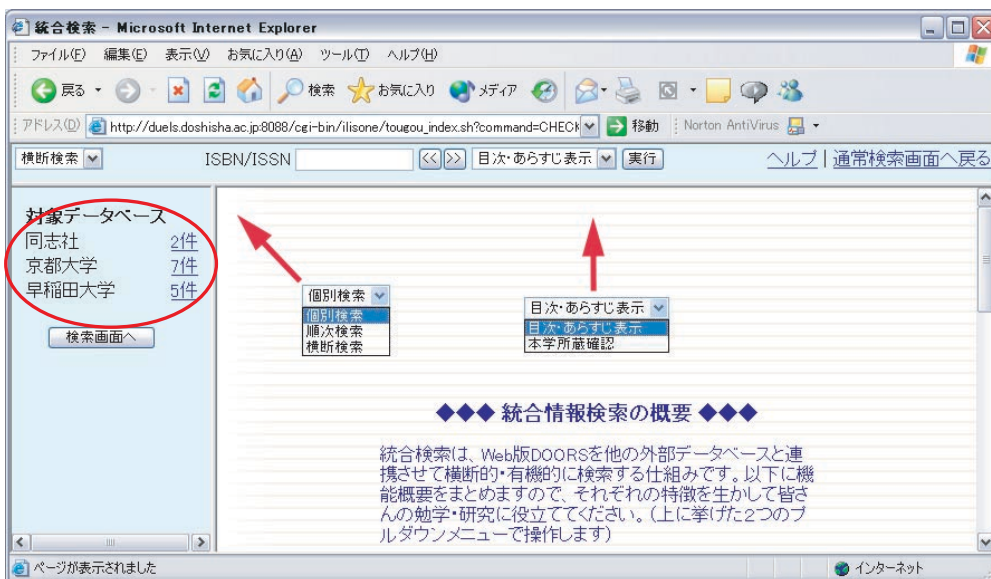 統合検索 - Microsoft Internet Explorer
ファイル(F) 編集(E) 表示(V) お気に入り(A) ツール(T) ヘルプ(H)
戻る 検索 お気に入り メディア
アドレス(D) http://duels.doshisha.ac.jp:8088/cgi-bin/ilisone/tougou_index.sh?command=CHECK 移動 Norton AntiVirus
横断検索 ISBN/ISSN << >> 目次・あらすじ表示 実行 ヘルプ | 通常検索画面へ戻る
対象データベース
同志社 2件
京都大学 7件
早稲田大学 5件
検索画面へ
個別検索
個別検索
順次検索
横断検索
目次・あらすじ表示
目次・あらすじ表示
本学所蔵確認
◆◆◆ 統合情報検索の概要 ◆◆◆
統合検索は、Web版DOORSを他の外部データベースと連
携させて横断的・有機的に検索する仕組みです。以下に機
能概要をまとめますので、それぞれの特徴を生かして皆さ
んの勉学・研究に役立ててください。(上に挙げた2つのプ
ルダウンメニューで操作します)
ページが表示されました インターネット